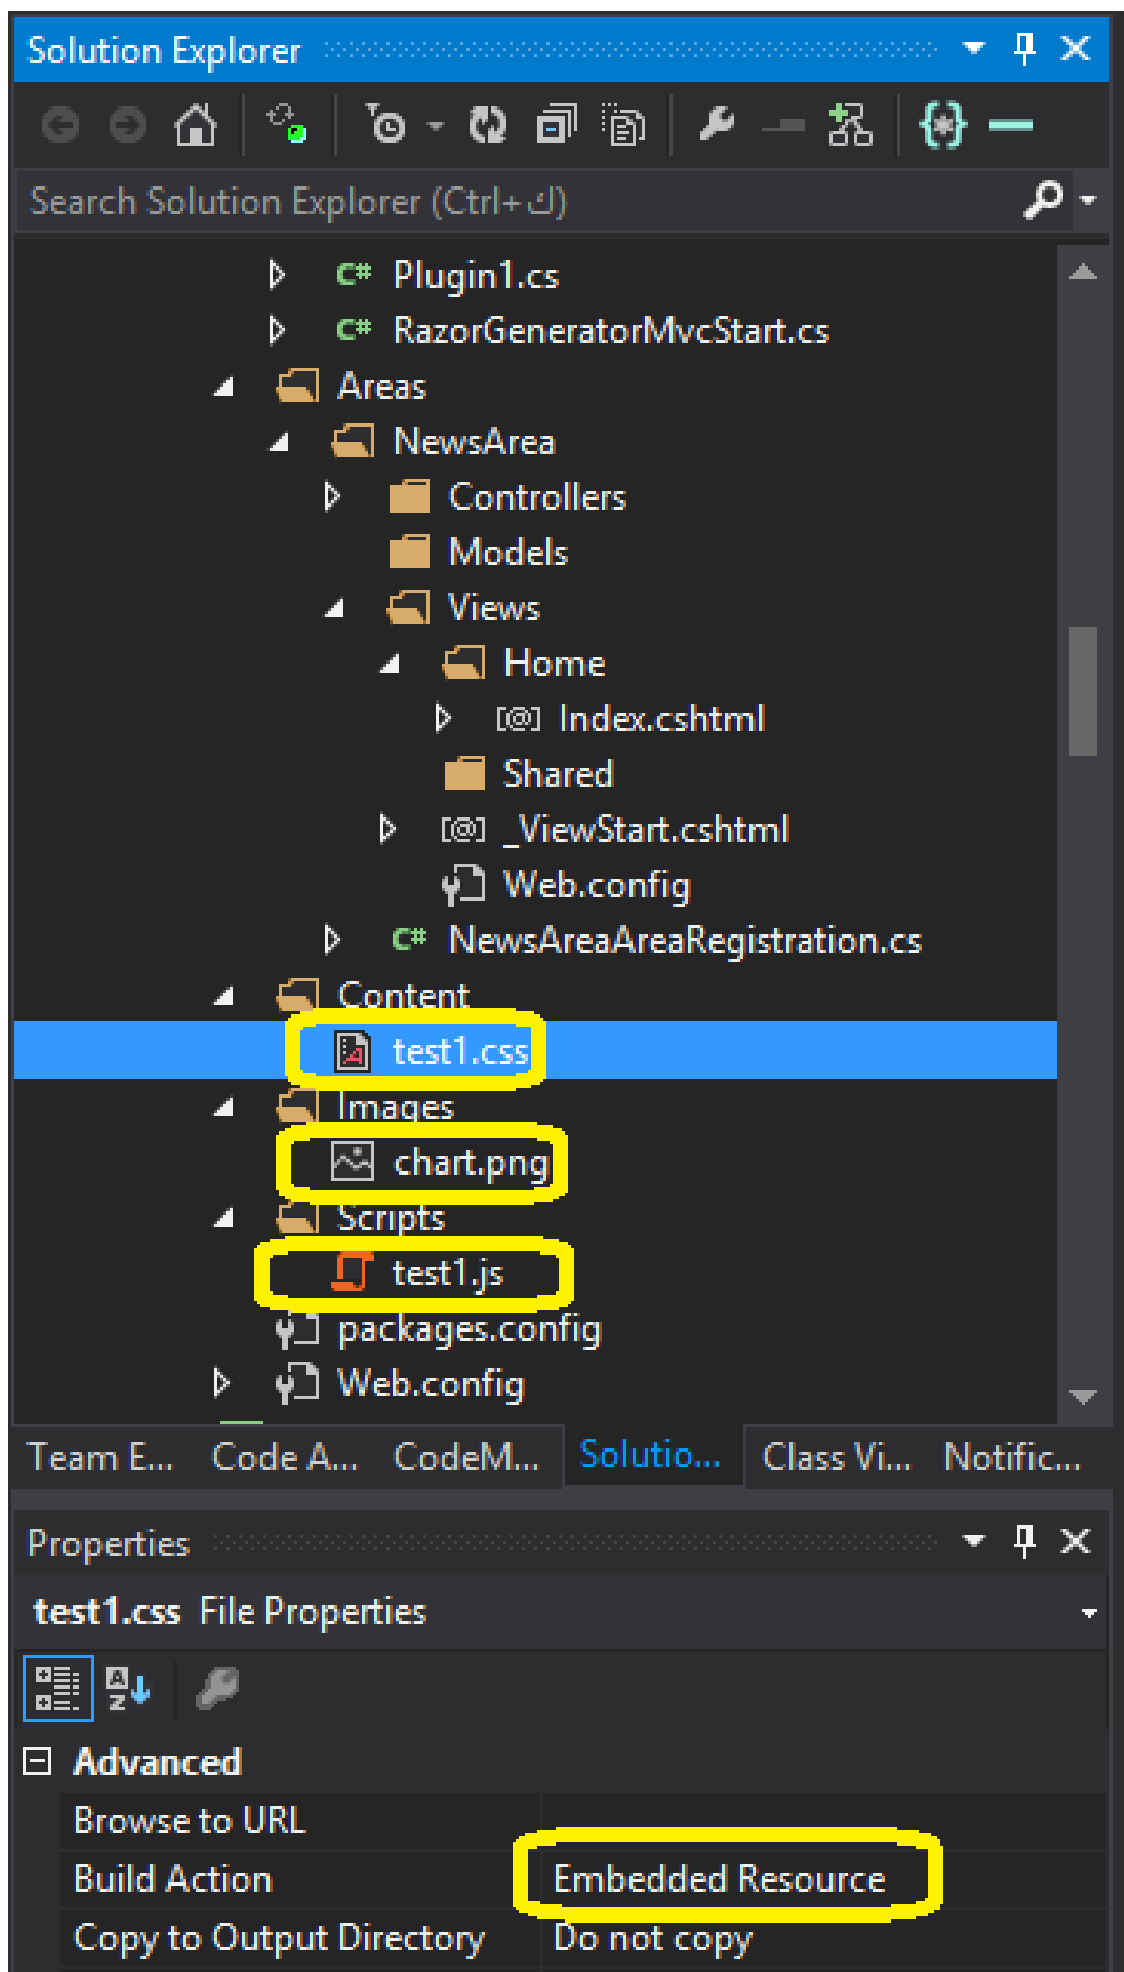 Solution Explorer
Search Solution Explorer (Ctrl+ك)
C# Plugin1.cs
C# RazorGeneratorMvcStart.cs
Areas
NewsArea
Controllers
Models
Views
Home
[@] Index.cshtml
Shared
[@] _ViewStart.cshtml
Web.config
C# NewsAreaAreaRegistration.cs
Content
test1.css
Images
chart.png
Scripts
test1.js
packages.config
Web.config
Team E... Code A... CodeM... Solutio... Class Vi... Notific...
Properties
test1.css File Properties
Advanced
Browse to URL
Build Action Embedded Resource
Copy to Output Directory Do not copy